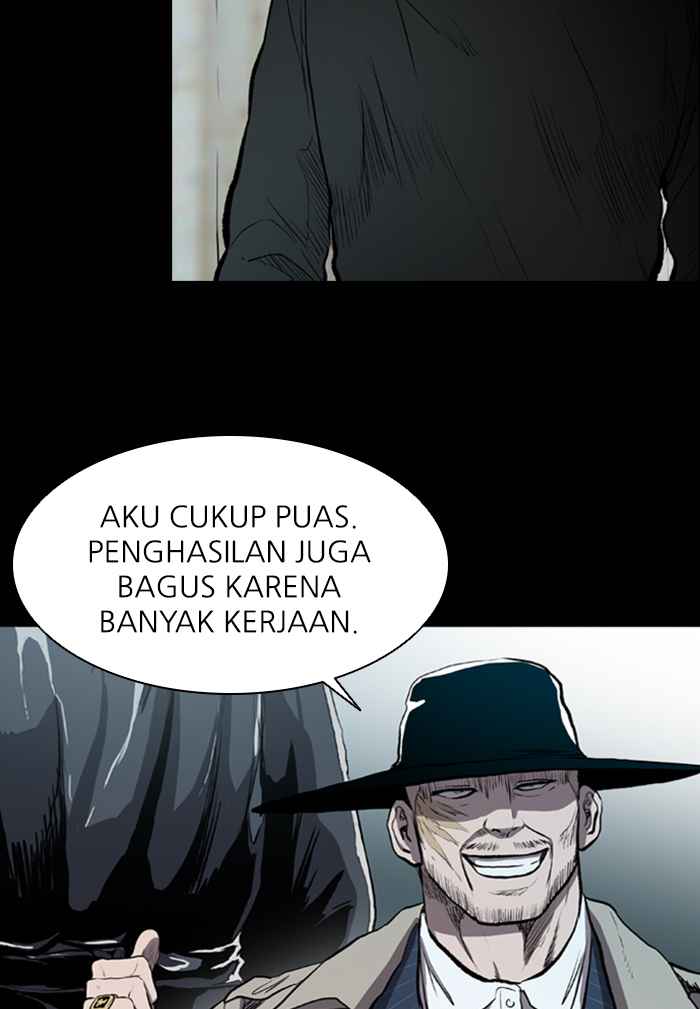 AKU CUKUP PUAS.
PENGHASILAN JUGA
BAGUS KARENA
BANYAK KERJAAN.